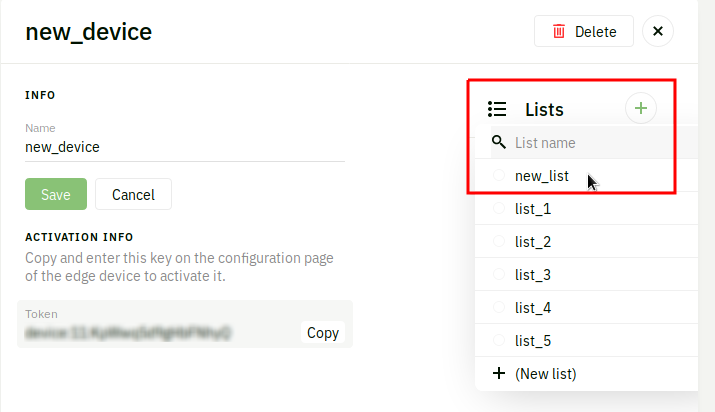 new_device
Delete
INFO
Name
new_device
Save
Cancel
ACTIVATION INFO
Copy and enter this key on the configuration page
of the edge device to activate it.
Token
Copy
Lists
List name
new_list
list_1
list_2
list_3
list_4
list_5
(New list)